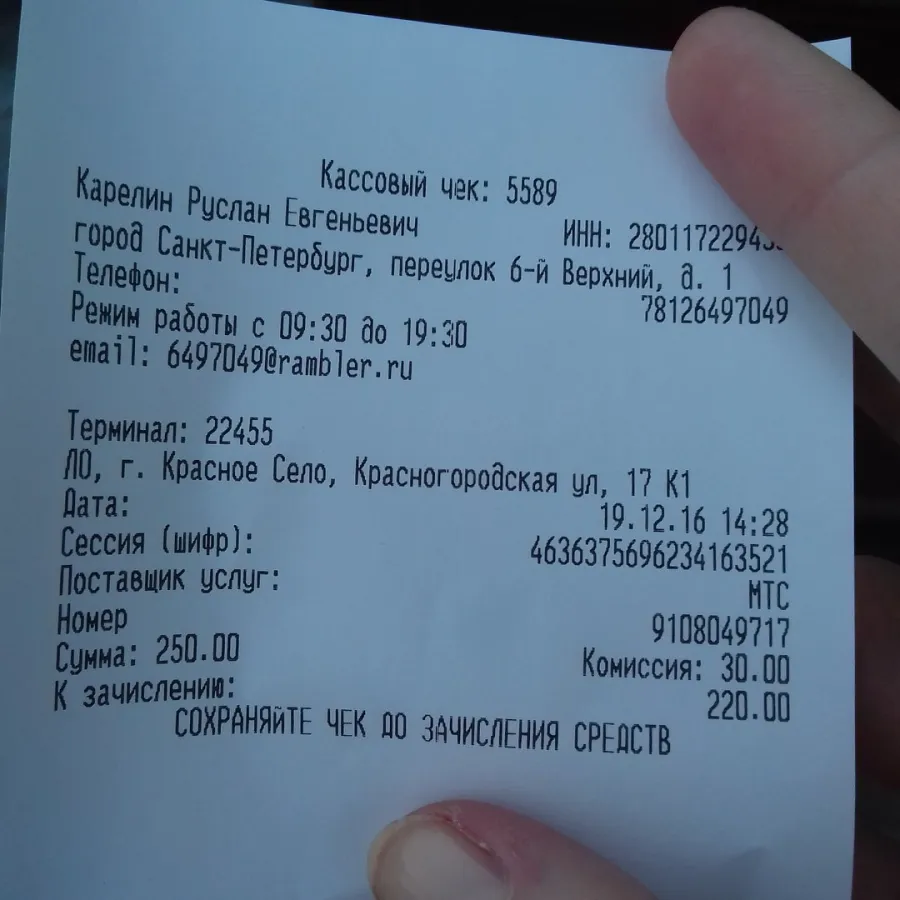 Кассовый чек: 5589
Карелин Руслан Евгеньевич
ИНН:
город Санкт-Петербург, переулок 6-й Верхний, д. 1
Телефон: 78126497049
Режим работы с 09:30 до 19:30
email: 6497049@rambler.ru
Терминал: 22455
ЛО, г. Красное Село, Красногородская ул, 17 К1
Дата: 19.12.16 14:28
Сессия (шифр): 4636375696234163521
Поставщик услуг: МТС
Номер 9108049717
Сумма: 250.00 Комиссия: 30.00
К зачислению: 220.00
СОХРАНЯйТЕ ЧЕК ДО ЗАЧИСЛЕНИЯ СРЕДСТВ